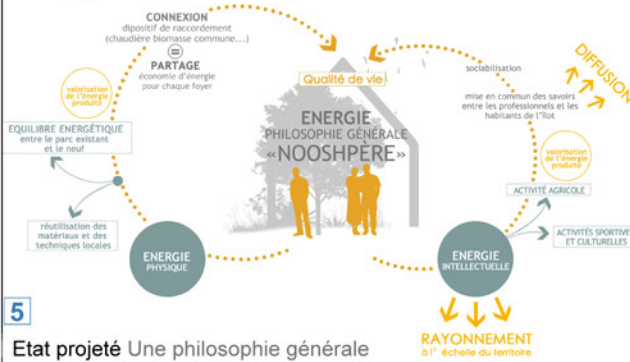 CONNEXION
dipositif de raccordement
(chaudière biomasse commune...)
=
PARTAGE
économie d'énergie
pour chaque foyer
valorisation
de l'énergie
produite
EQUILIBRE ENERGÉTIQUE
entre le parc existant
et le neuf
réutilisation des
matériaux et des
techniques locales
ENERGIE
PHYSIQUE
Qualité de vie
ENERGIE
PHILOSOPHIE GÉNÉRALE
«NOOSHPÈRE»
sociabilisation
mise en commun des savoirs
entre les professionnels et les
habitants de l'îlot
DIFFUSION
valorisation
de l'énergie
produite
ACTIVITÉ AGRICOLE
ACTIVITÉS SPORTIVES
ET CULTURELLES
ENERGIE
INTELLECTUELLE
RAYONNEMENT
à l' échelle du territoire
5
Etat projeté Une philosophie générale